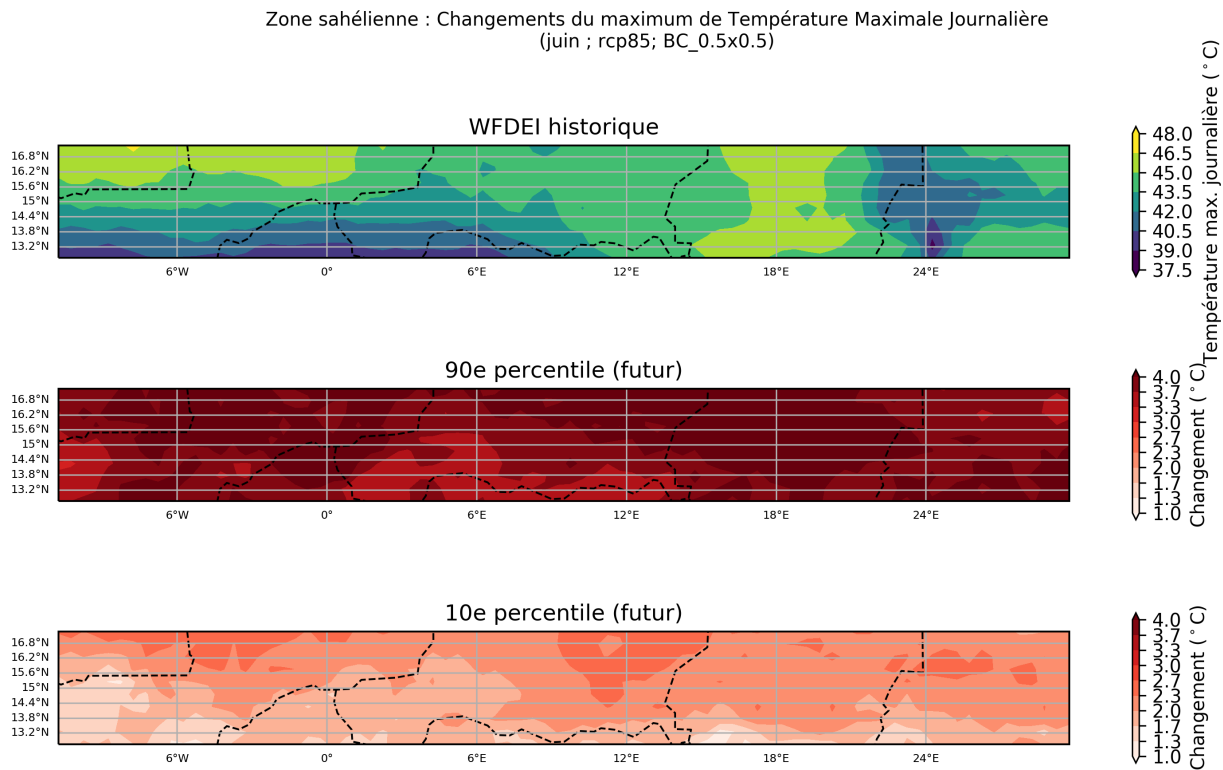 Zone sahélienne : Changements du maximum de Température Maximale Journalière
(juin ; rcp85; BC_0.5x0.5)
WFDEI historique
16.8°N
16.2°N
15.6°N
15°N
14.4°N
13.8°N
13.2°N
6°W 0° 6°E 12°E 18°E 24°E
48.0
46.5
45.0
43.5
42.0
40.5
39.0
37.5
Température max. journalière (°C)
90e percentile (futur)
16.8°N
16.2°N
15.6°N
15°N
14.4°N
13.8°N
13.2°N
6°W 0° 6°E 12°E 18°E 24°E
4.0
3.7
3.3
3.0
2.7
2.3
2.0
1.7
1.3
1.0
Changement (°C)
10e percentile (futur)
16.8°N
16.2°N
15.6°N
15°N
14.4°N
13.8°N
13.2°N
6°W 0° 6°E 12°E 18°E 24°E
4.0
3.7
3.3
3.0
2.7
2.3
2.0
1.7
1.3
1.0
Changement (°C)